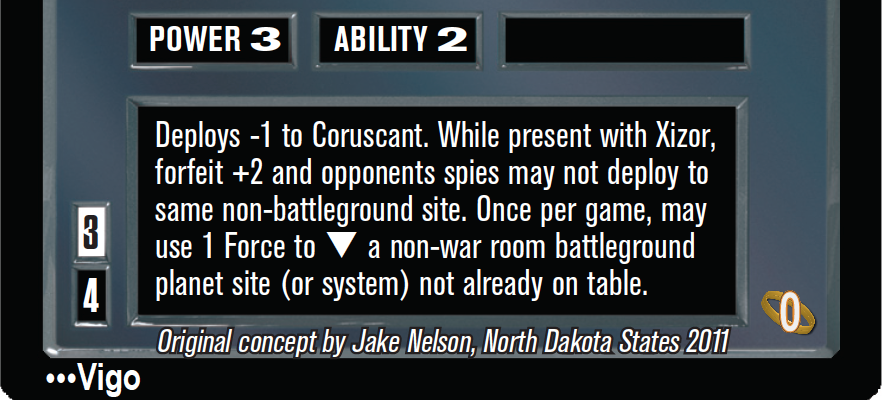 POWER 3 ABILITY 2
Deploys -1 to Coruscant. While present with Xizor,
forfeit +2 and opponents spies may not deploy to
same non-battleground site. Once per game, may
use 1 Force to ▼ a non-war room battleground
planet site (or system) not already on table.
3
4
0
Original concept by Jake Nelson, North Dakota States 2011
•••Vigo